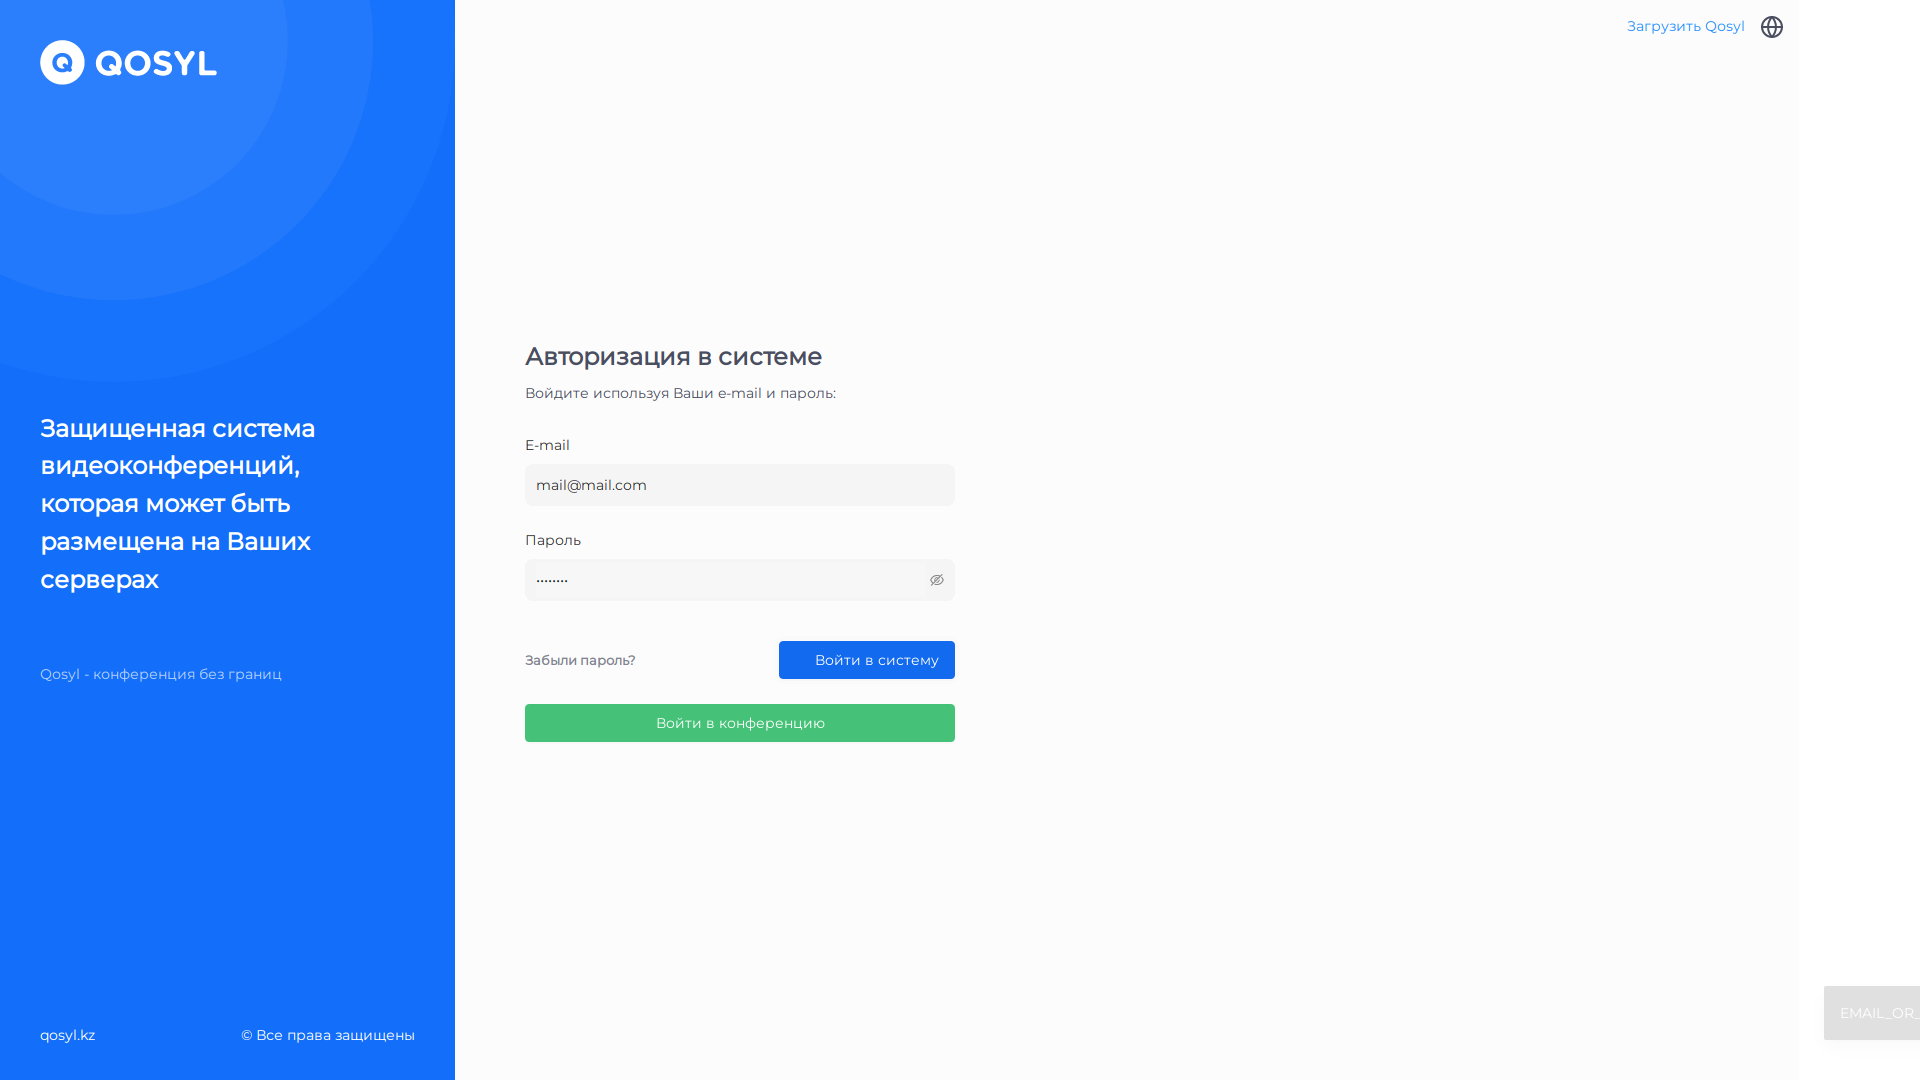 QOSYL
Загрузить Qosyl
Защищенная система
видеоконференций,
которая может быть
размещена на Ваших
серверах
Qosyl - конференция без границ
qosyl.kz
© Все права защищены
Авторизация в системе
Войдите используя Ваши e-mail и пароль:
E-mail
mail@mail.com
Пароль
••••••••
Забыли пароль?
Войти в систему
Войти в конференцию
EMAIL_OR_